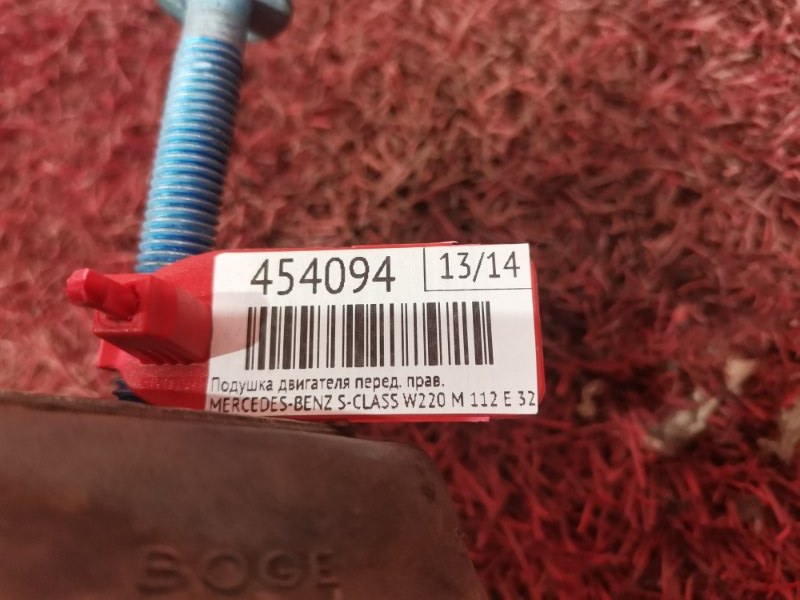 454094 13/14
Подушка двигателя перед. прав.
MERCEDES-BENZ S-CLASS W220 M 112 E 32
BOGE